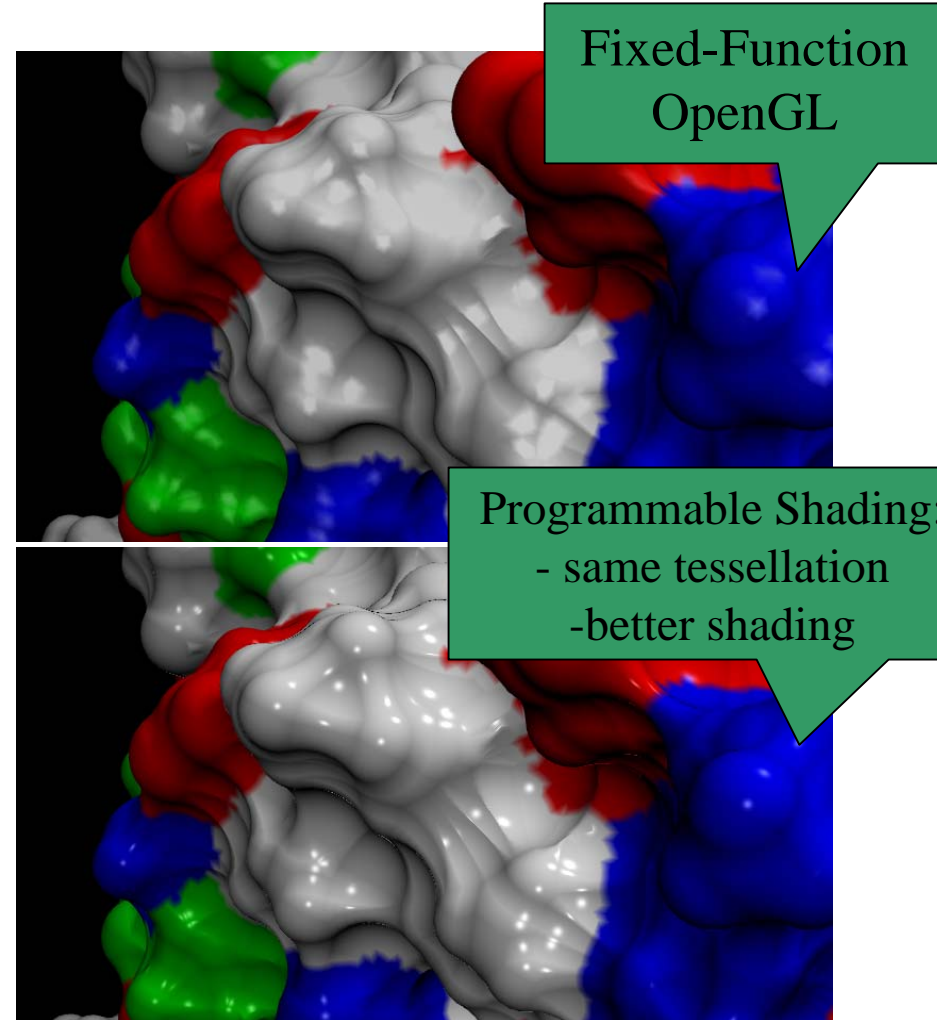 Fixed-Function
OpenGL
Programmable Shading:
- same tessellation
-better shading